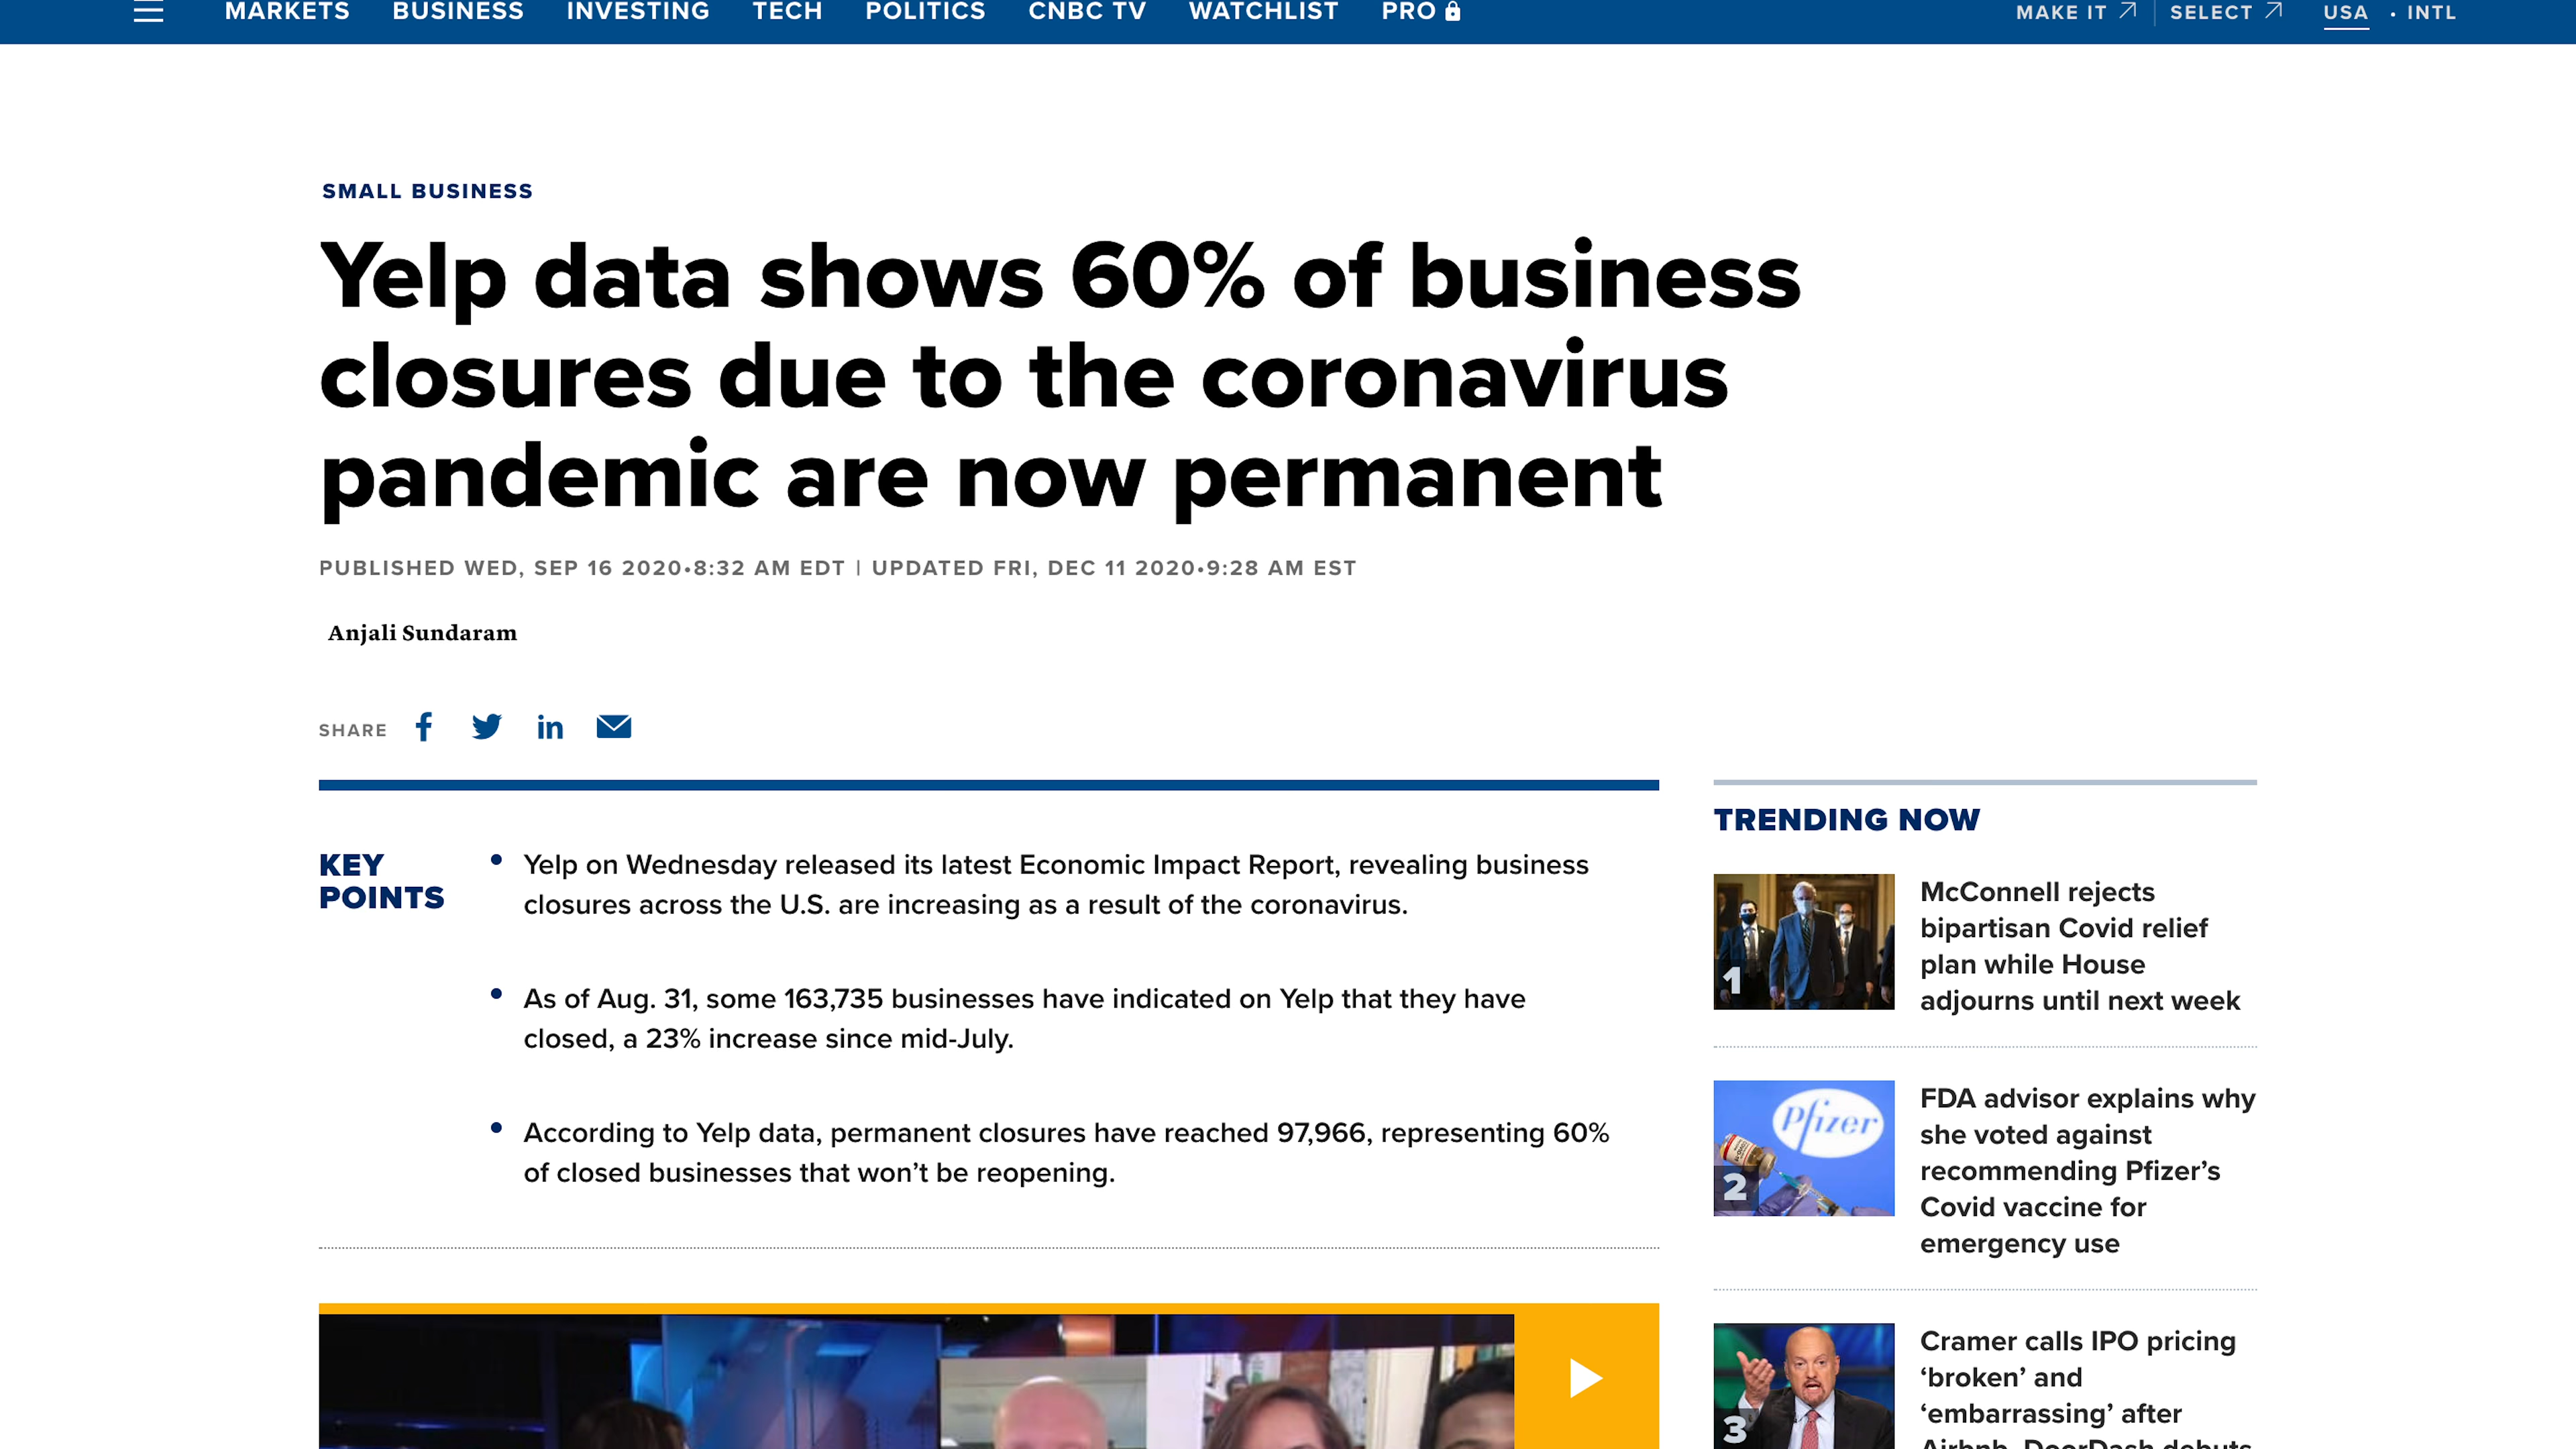 MARKETS BUSINESS INVESTING TECH POLITICS CNBC TV WATCHLIST PRO
MAKE IT SELECT USA • INTL
SMALL BUSINESS
Yelp data shows 60% of business
closures due to the coronavirus
pandemic are now permanent
PUBLISHED WED, SEP 16 2020•8:32 AM EDT | UPDATED FRI, DEC 11 2020•9:28 AM EST
Anjali Sundaram
SHARE
KEY
POINTS
• Yelp on Wednesday released its latest Economic Impact Report, revealing business
closures across the U.S. are increasing as a result of the coronavirus.
• As of Aug. 31, some 163,735 businesses have indicated on Yelp that they have
closed, a 23% increase since mid-July.
• According to Yelp data, permanent closures have reached 97,966, representing 60%
of closed businesses that won’t be reopening.
TRENDING NOW
1
McConnell rejects
bipartisan Covid relief
plan while House
adjourns until next week
Pfizer
2
FDA advisor explains why
she voted against
recommending Pfizer’s
Covid vaccine for
emergency use
3
Cramer calls IPO pricing
‘broken’ and
‘embarrassing’ after
Airbnb, DoorDash debuts